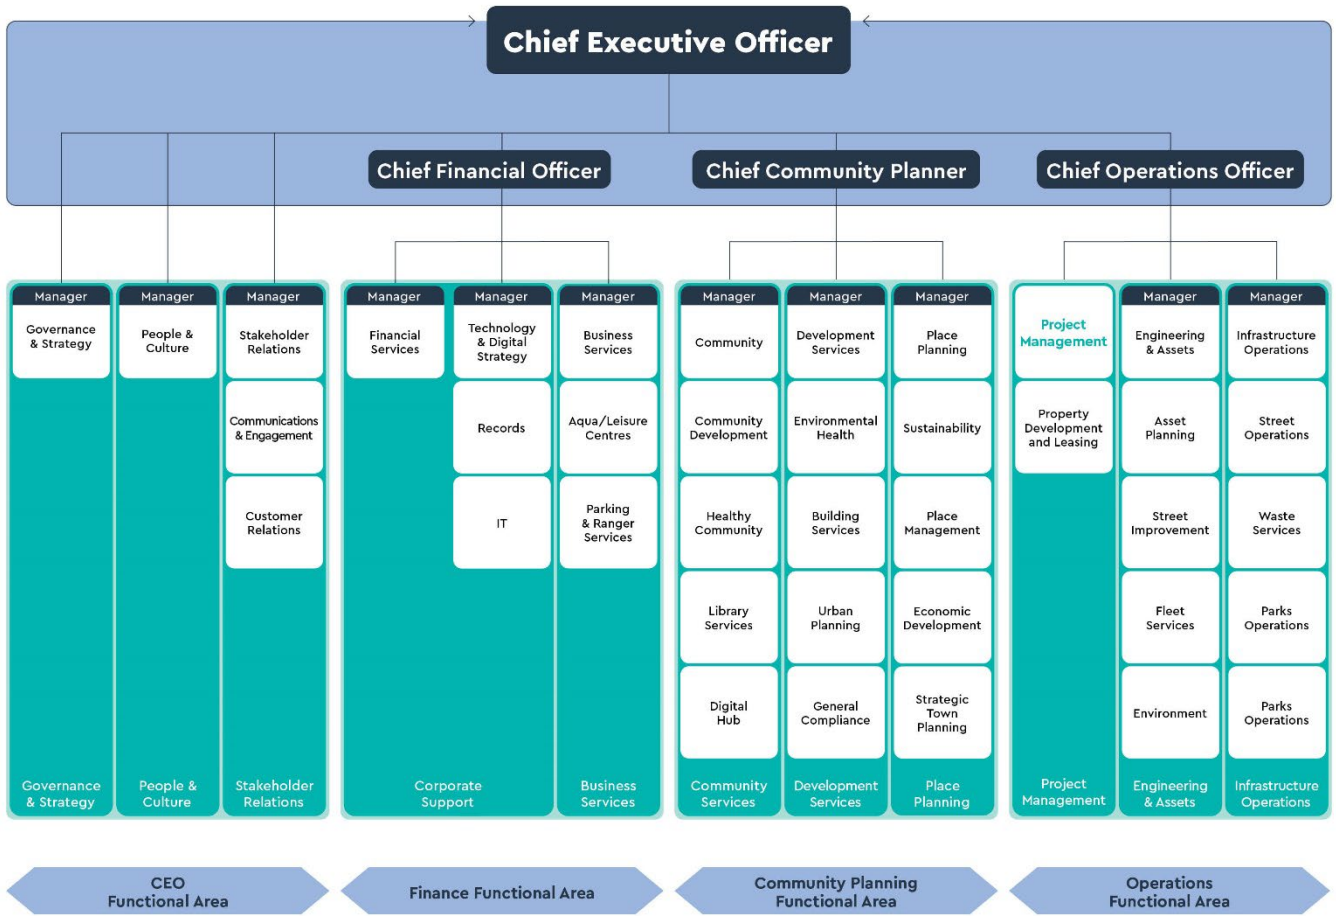 Chief Executive Officer
Chief Financial Officer
Chief Community Planner
Chief Operations Officer
Manager
Governance
& Strategy
Manager
People &
Culture
Manager
Stakeholder
Relations
Communications
& Engagement
Customer
Relations
Governance
& Strategy
People &
Culture
Stakeholder
Relations
Manager
Financial
Services
Manager
Technology
& Digital
Strategy
Records
IT
Manager
Business
Services
Aqua/Leisure
Centres
Parking
& Ranger
Services
Corporate
Support
Business
Services
Manager
Community
Community
Development
Healthy
Community
Library
Services
Digital
Hub
Community
Services
Manager
Development
Services
Environmental
Health
Building
Services
Urban
Planning
General
Compliance
Development
Services
Manager
Place
Planning
Sustainability
Place
Management
Economic
Development
Strategic
Town
Planning
Place
Planning
Project
Management
Property
Development
and Leasing
Project
Management
Manager
Engineering
& Assets
Asset
Planning
Street
Improvement
Fleet
Services
Environment
Engineering
& Assets
Manager
Infrastructure
Operations
Street
Operations
Waste
Services
Parks
Operations
Parks
Operations
Infrastructure
Operations
CEO
Functional Area
Finance Functional Area
Community Planning
Functional Area
Operations
Functional Area